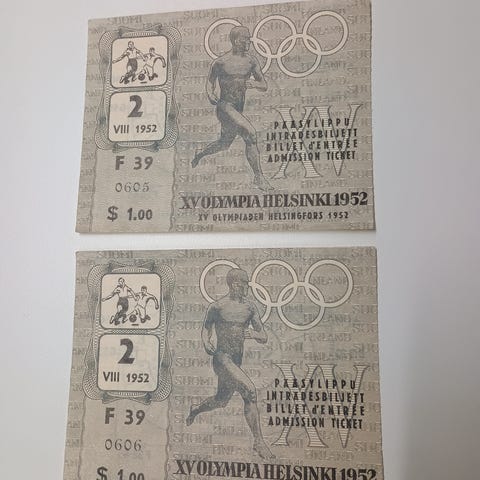 2
VIII 1952
F 39
0605
$ 1.00
XV
PÄÄSYLIPPU
INTRÄDESBILJETT
BILLET d'ENTRÉE
ADMISSION TICKET
XV OLYMPIA HELSINKI 1952
XV OLYMPIADEN HELSINGFORS 1952
2
VIII 1952
F 39
0606
$ 1.00
XV
PÄÄSYLIPPU
INTRÄDESBILJETT
BILLET d'ENTRÉE
ADMISSION TICKET
XV OLYMPIA HELSINKI 1952